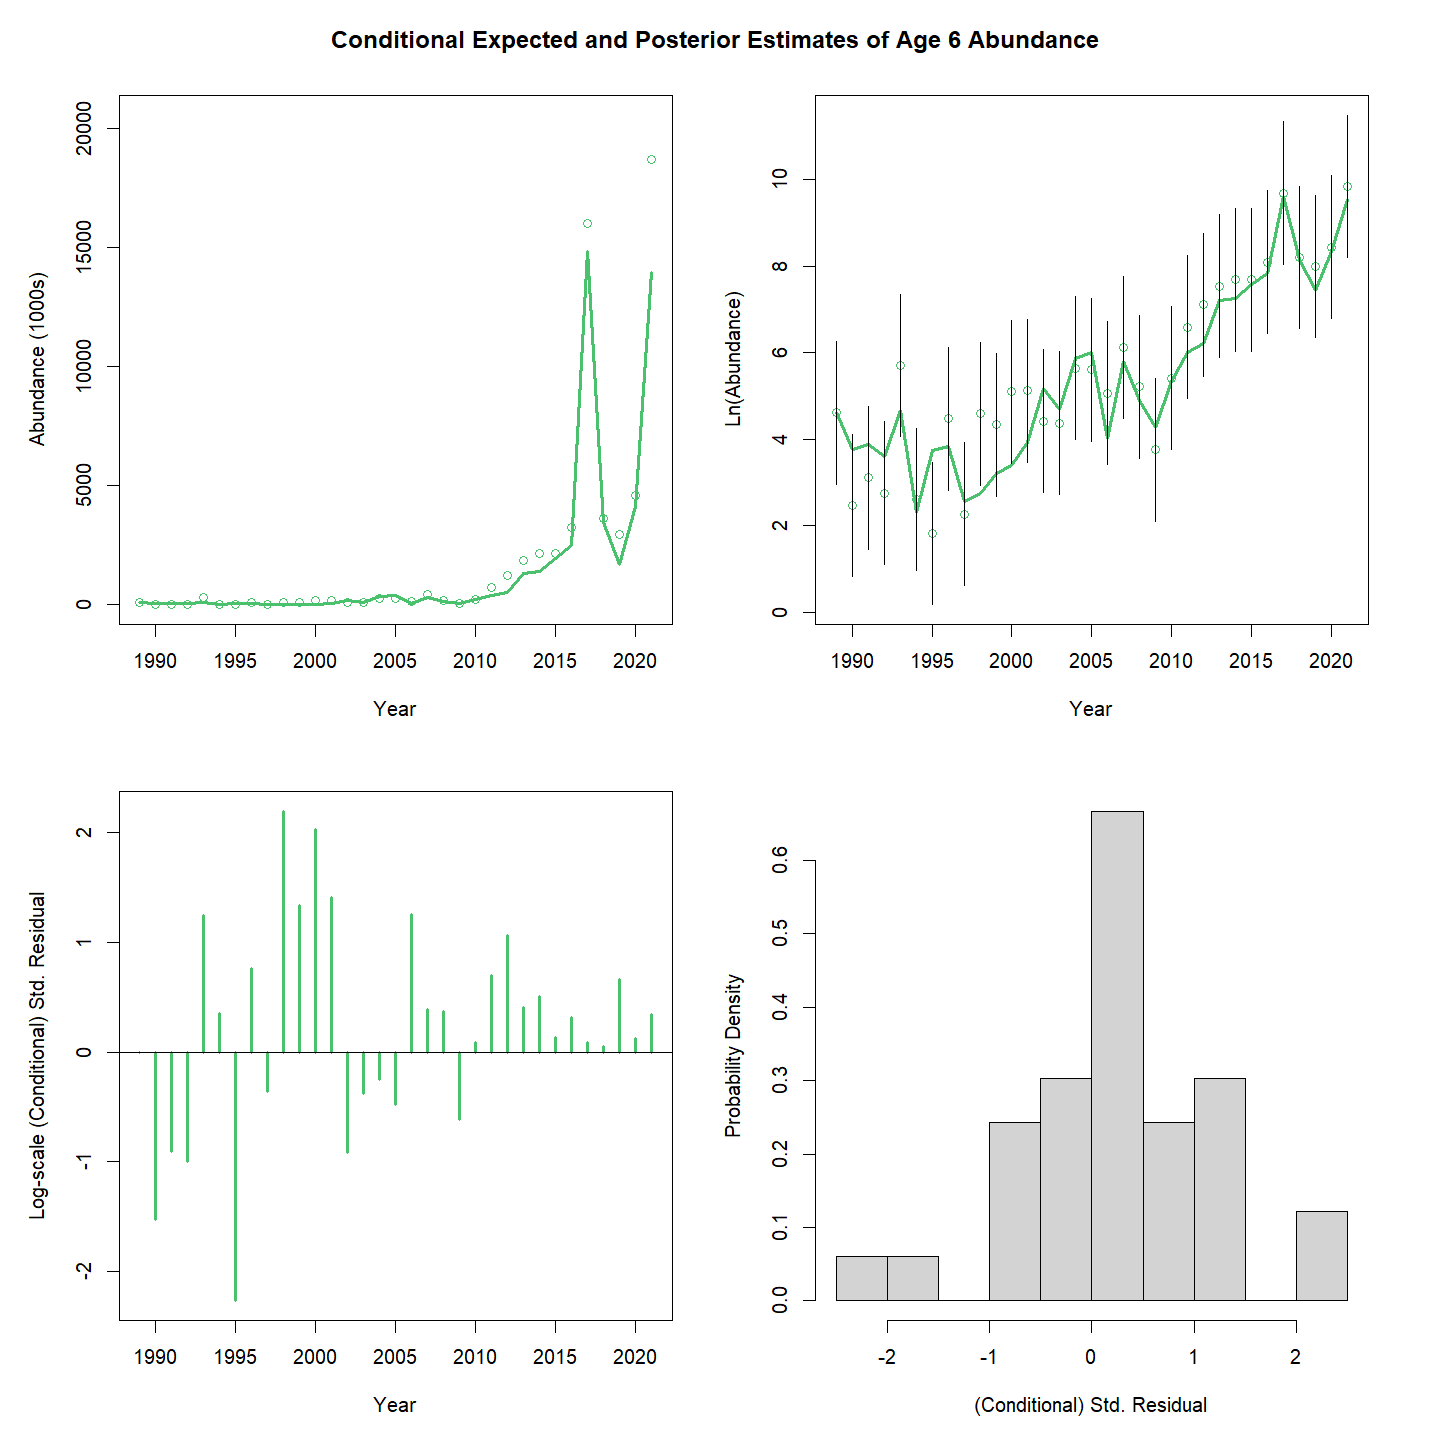 Conditional Expected and Posterior Estimates of Age 6 Abundance
Abundance (1000s)
20000
15000
10000
5000
0
1990 1995 2000 2005 2010 2015 2020
Year
Ln(Abundance)
10
8
6
4
2
0
1990 1995 2000 2005 2010 2015 2020
Year
Log-scale (Conditional) Std. Residual
2
1
0
-1
-2
1990 1995 2000 2005 2010 2015 2020
Year
Probability Density
0.6
0.5
0.4
0.3
0.2
0.1
0.0
-2 -1 0 1 2
(Conditional) Std. Residual